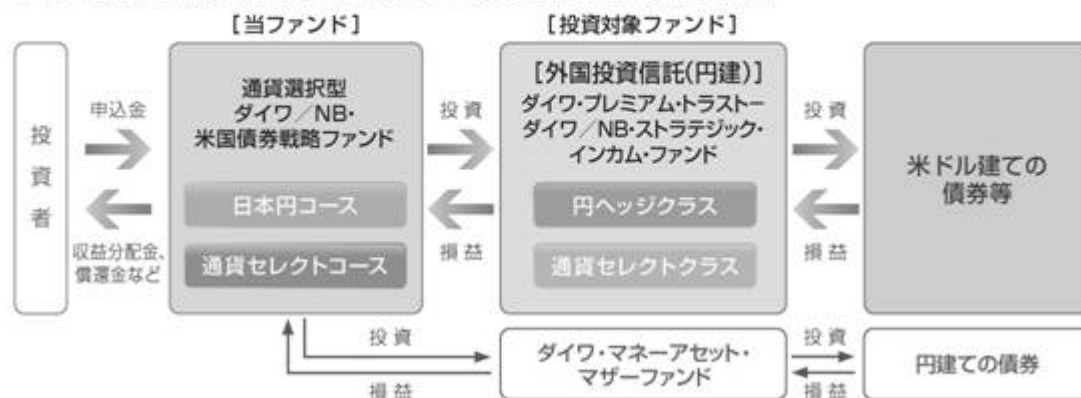 [当ファンド]
[投資対象ファンド]
投資者
申込金
収益分配金、
償還金など
通貨選択型
ダイワ/NB・
米国債券戦略ファンド
日本円コース
通貨セレクトコース
投資
損益
[外国投資信託(円建)]
ダイワ・プレミアム・トラストー
ダイワ/NB・ストラテジック・
インカム・ファンド
円ヘッジクラス
通貨セレクトクラス
投資
損益
米ドル建ての
債券等
投資
損益
ダイワ・マネーアセット・
マザーファンド
投資
損益
円建ての債券